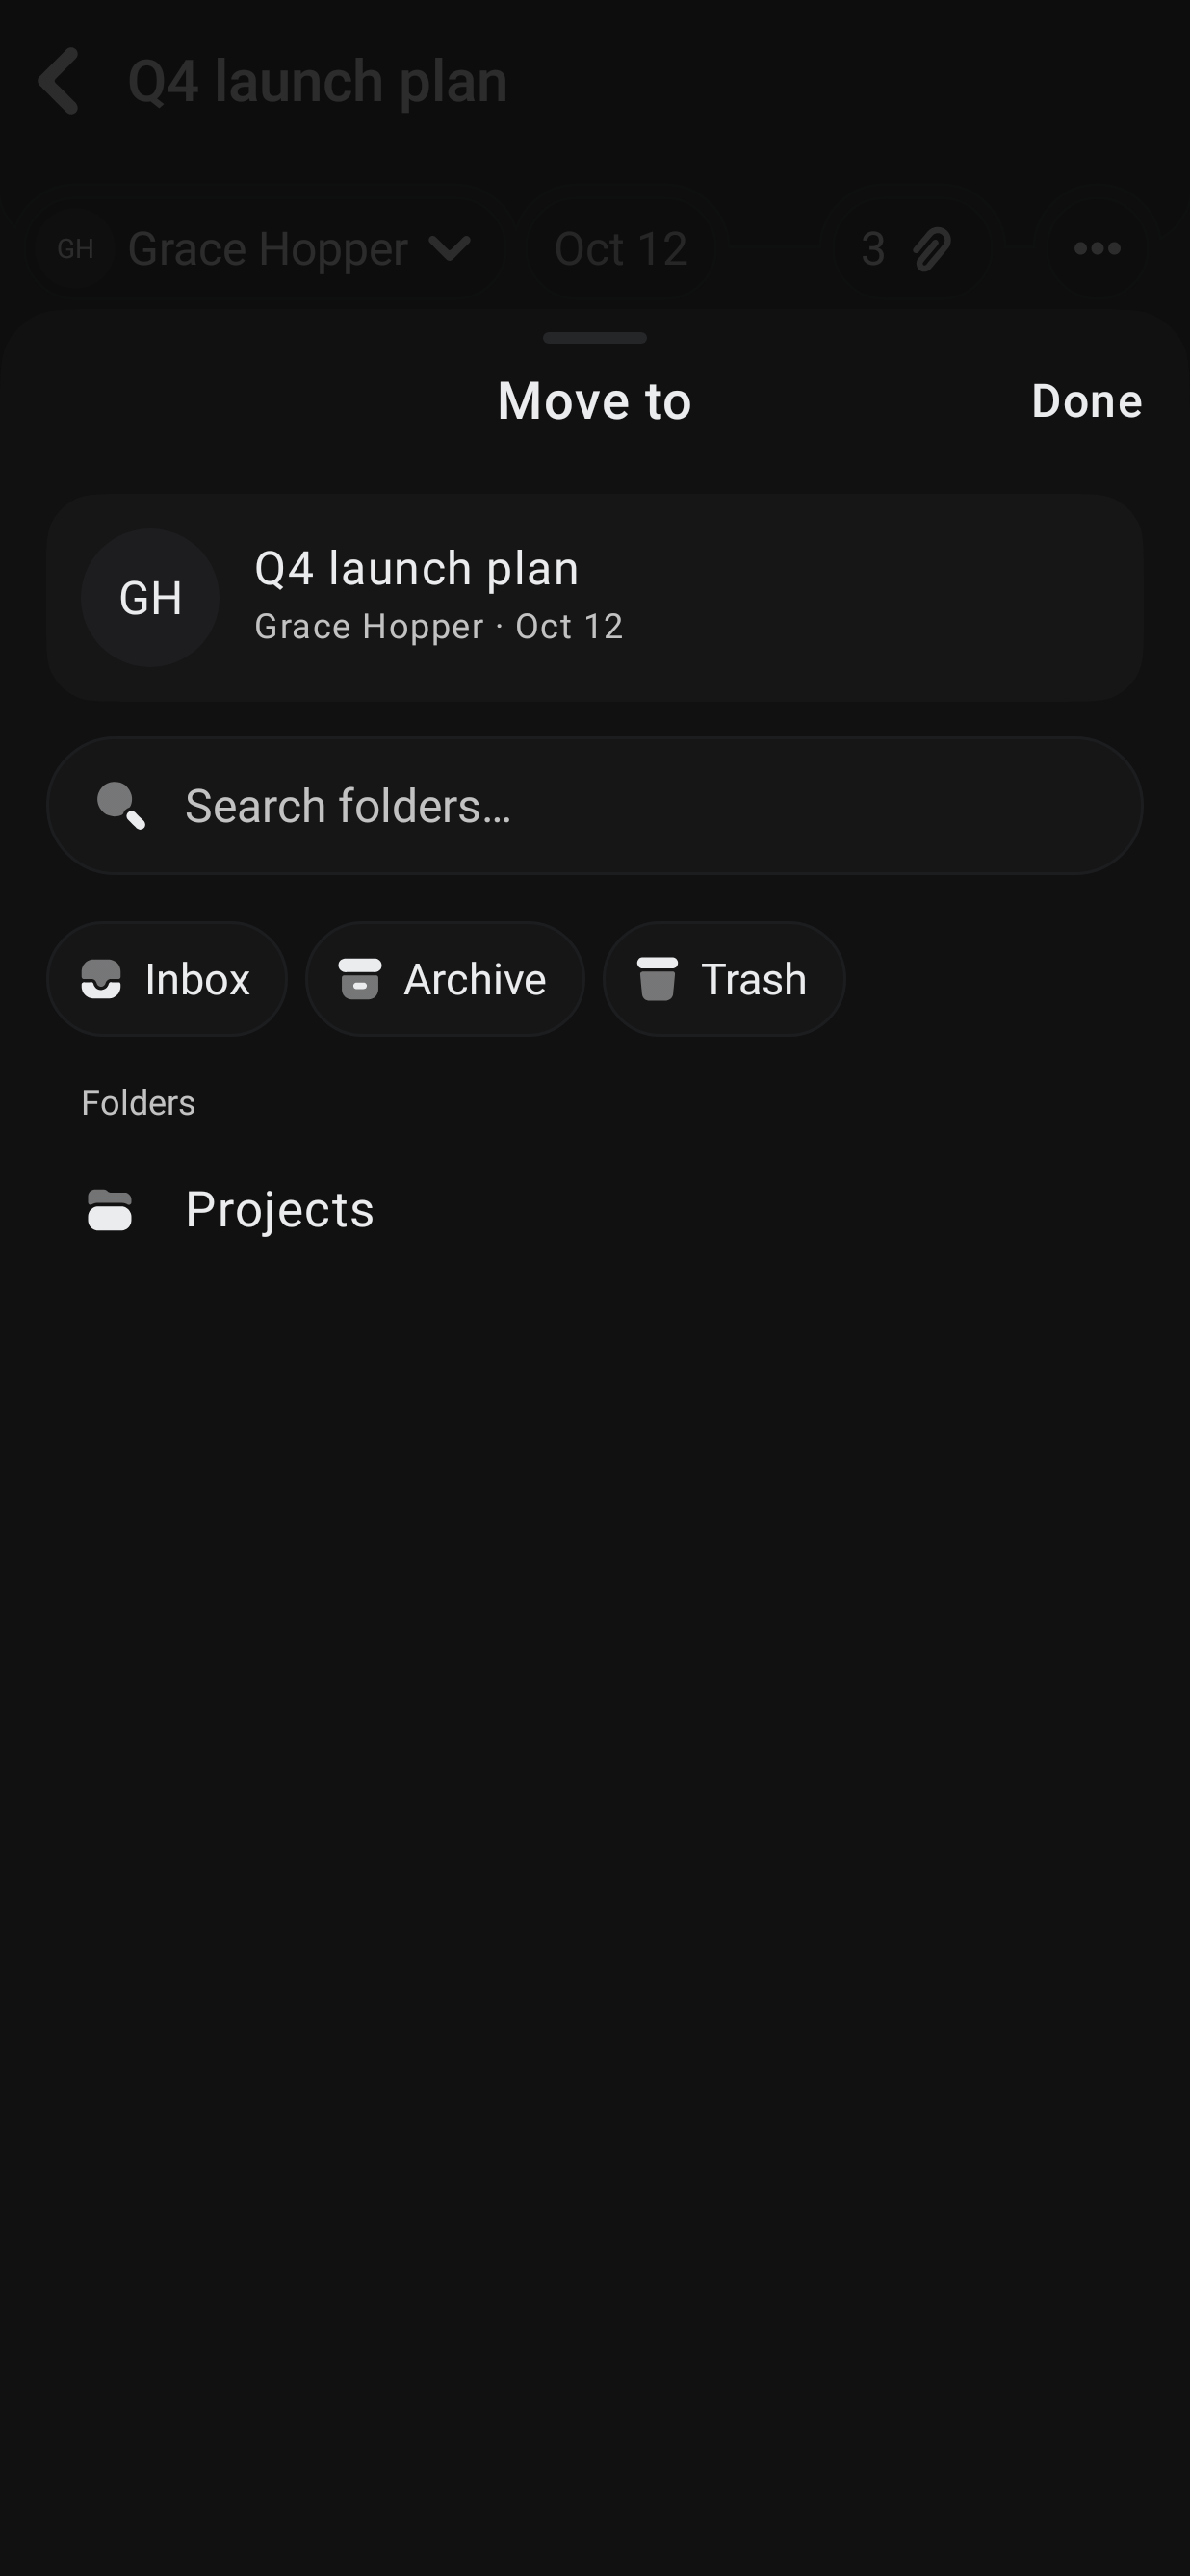 Q4 launch plan
GH Grace Hopper Oct 12 3
Move to Done
GH
Q4 launch plan
Grace Hopper · Oct 12
Search folders...
Inbox Archive Trash
Folders
Projects